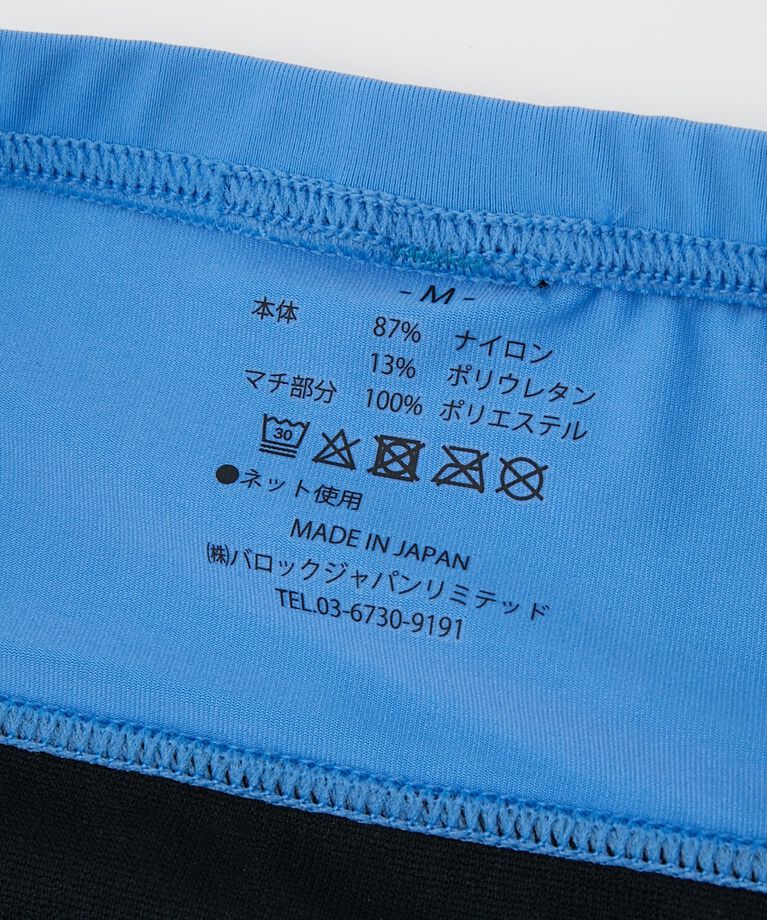 - M -
本体 87% ナイロン
13% ポリウレタン
マチ部分 100% ポリエステル
30
●ネット使用
MADE IN JAPAN
㈱バロックジャパンリミテッド
TEL.03-6730-9191